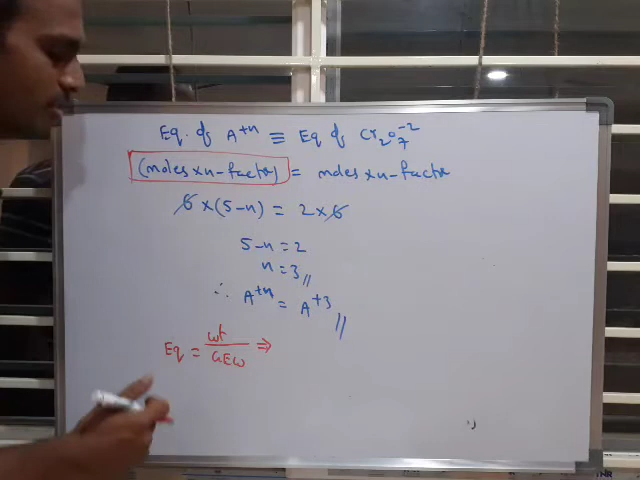 Eq. of A⁺ⁿ ≡ Eq of Cr₂O₇⁻²
(moles x n-factor) = moles x n-factor
6 x (5-n) = 2 x 6
5-n = 2
n = 3 //
∴ A⁺ⁿ = A⁺³ //
Eq = wt / GEW ⇒